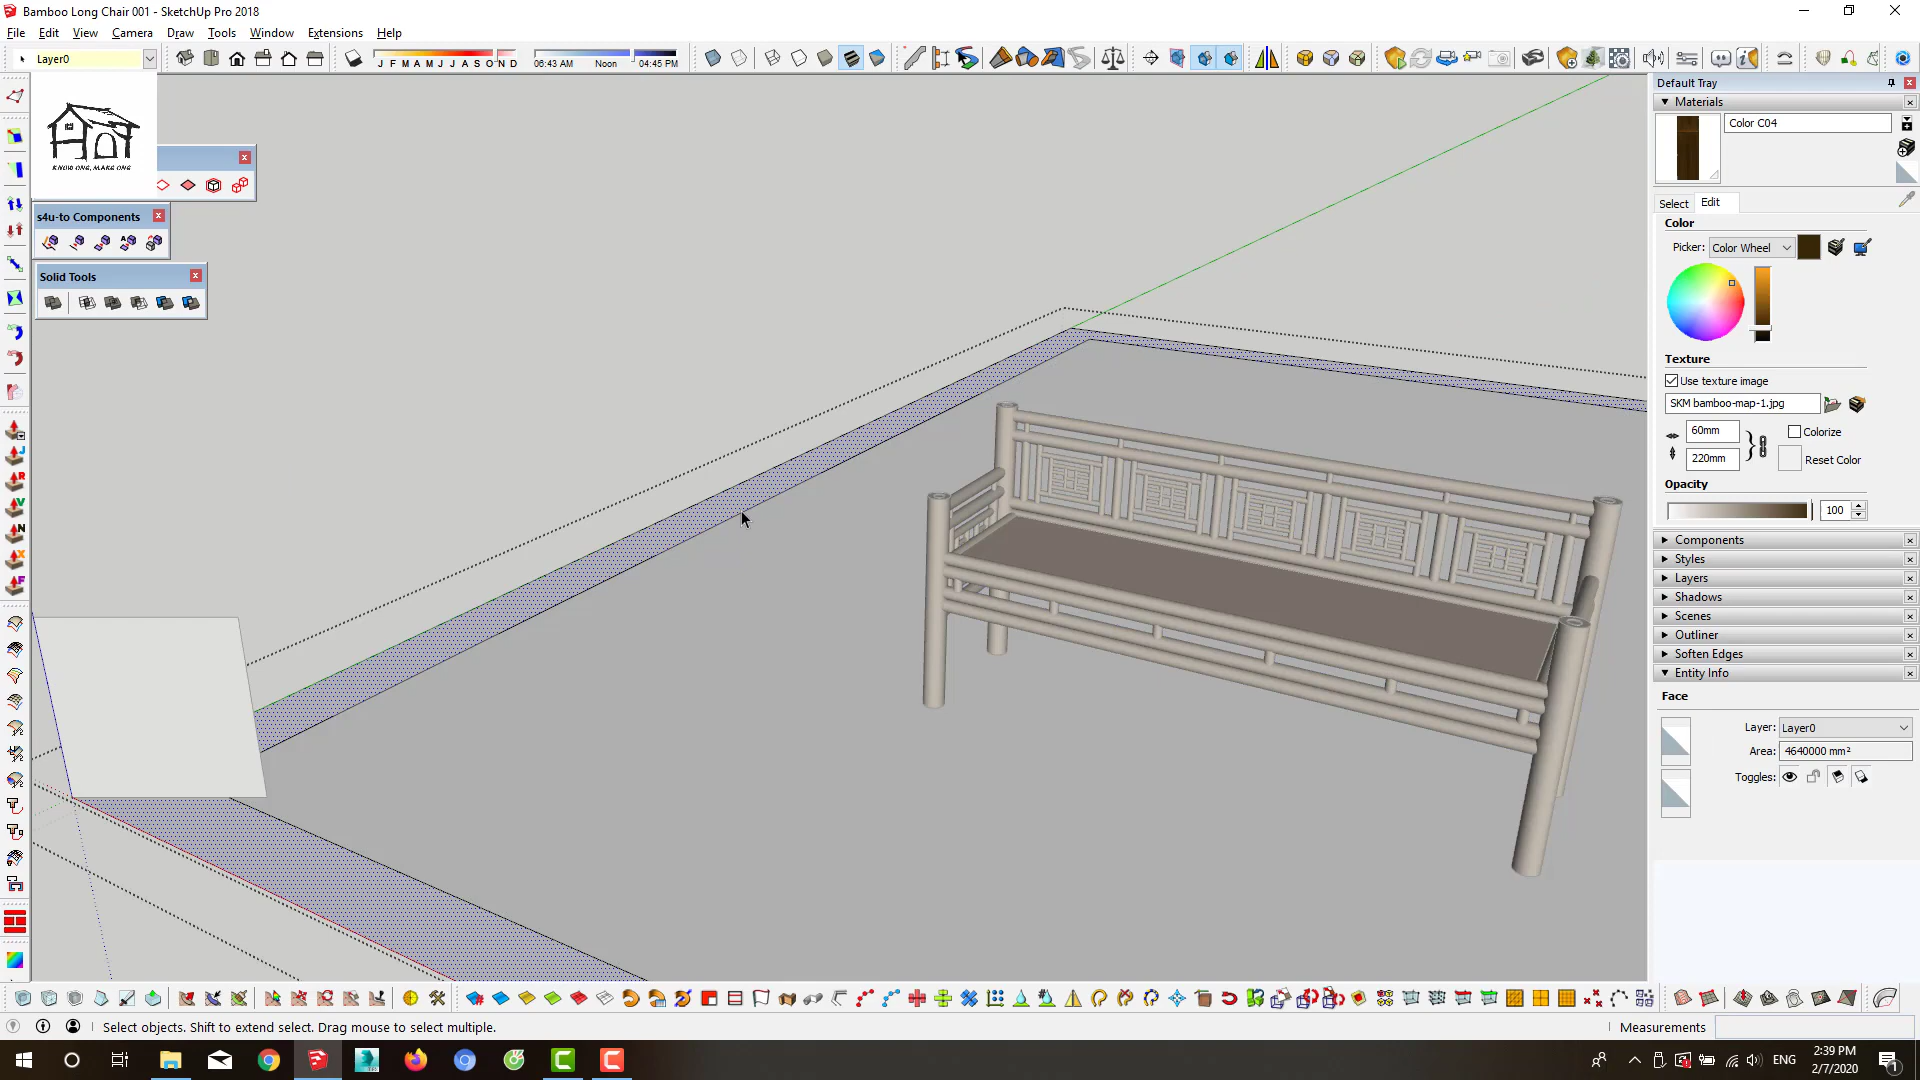 Bamboo Long Chair 001 - SketchUp Pro 2018
File Edit View Camera Draw Tools Window Extensions Help
Layer0
J F M A M J J A S O N D
06:43 AM Noon 04:45 PM
KNOW ONE, MAKE ONE
s4u-to Components
Solid Tools
Default Tray
Materials
Color C04
Select Edit
Color
Picker: Color Wheel
Texture
Use texture image
SKM bamboo-map-1.jpg
60mm
Colorize
220mm
Reset Color
Opacity
100
Components
Styles
Layers
Shadows
Scenes
Outliner
Soften Edges
Entity Info
Face
Layer: Layer0
Area: 4640000 mm²
Toggles:
Select objects. Shift to extend select. Drag mouse to select multiple.
Measurements
ENG
2:39 PM
2/7/2020